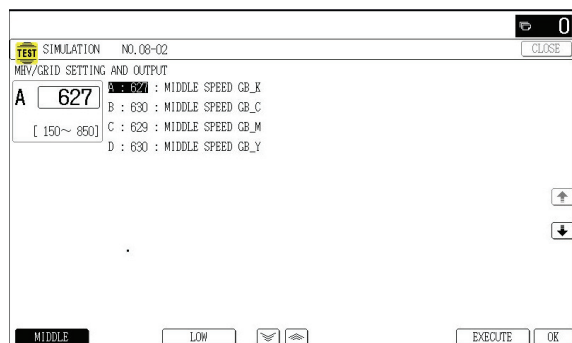 0
TEST SIMULATION NO.08-02 CLOSE
MHV/GRID SETTING AND OUTPUT
A 627
[ 150～ 850]
A : 627 : MIDDLE SPEED GB_K
B : 630 : MIDDLE SPEED GB_C
C : 629 : MIDDLE SPEED GB_M
D : 630 : MIDDLE SPEED GB_Y
MIDDLE LOW EXECUTE OK